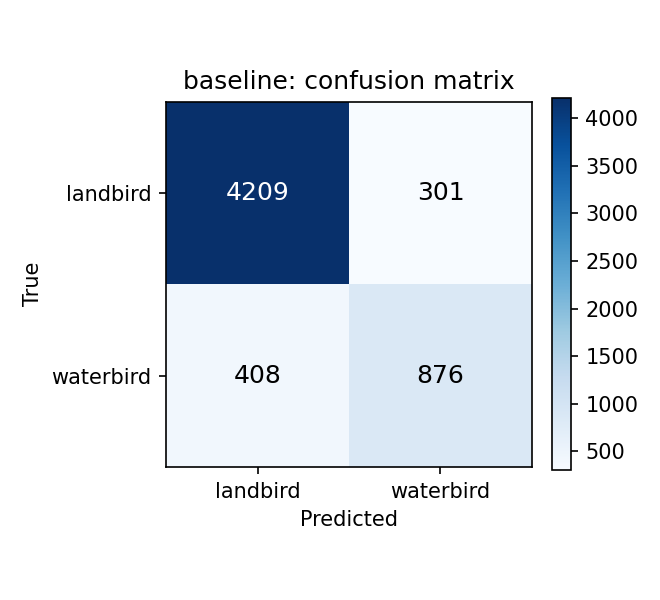 baseline: confusion matrix
landbird
4209
301
waterbird
408
876
landbird
waterbird
Predicted
True
4000
3500
3000
2500
2000
1500
1000
500